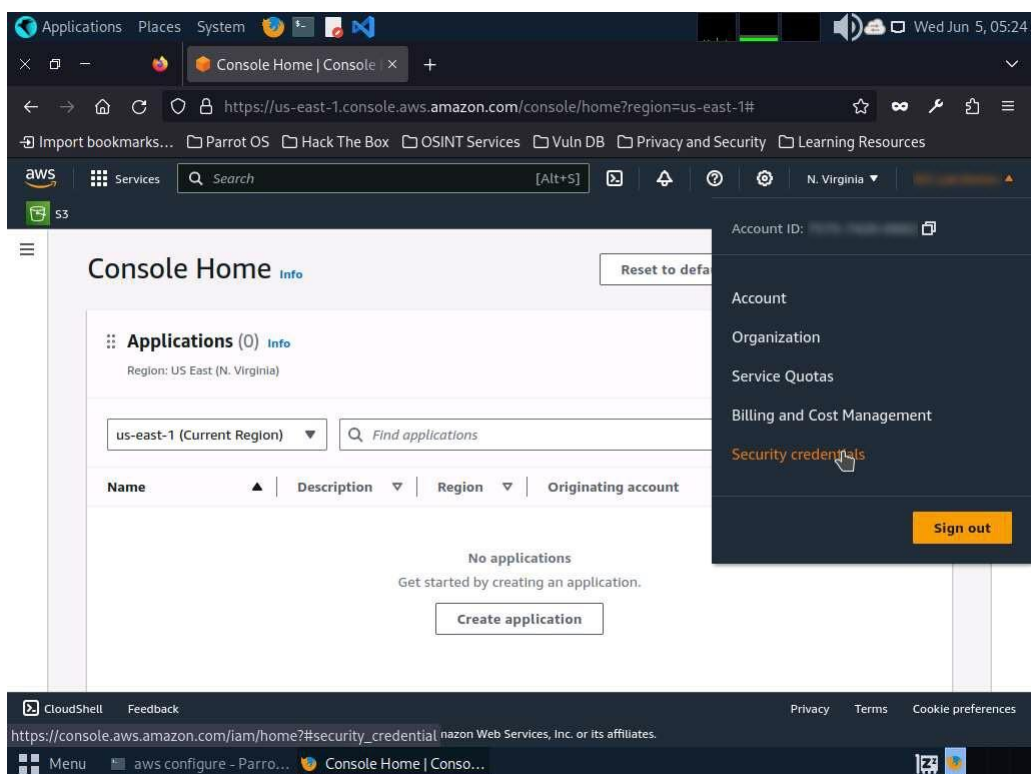 Applications Places System Wed Jun 5, 05:24
Console Home | Console
https://us-east-1.console.aws.amazon.com/console/home?region=us-east-1#
Import bookmarks... Parrot OS Hack The Box OSINT Services Vuln DB Privacy and Security Learning Resources
aws Services Search [Alt+S] N. Virginia
S3
Account ID:
Console Home Info Reset to defau
Account
Applications (0) Info
Organization
Region: US East (N. Virginia)
Service Quotas
Billing and Cost Management
us-east-1 (Current Region) Find applications
Security credentials
Name Description Region Originating account
Sign out
No applications
Get started by creating an application.
Create application
CloudShell Feedback Privacy Terms Cookie preferences
https://console.aws.amazon.com/iam/home?#security_credential nazon Web Services, Inc. or its affiliates.
Menu aws configure - Parro... Console Home | Conso...